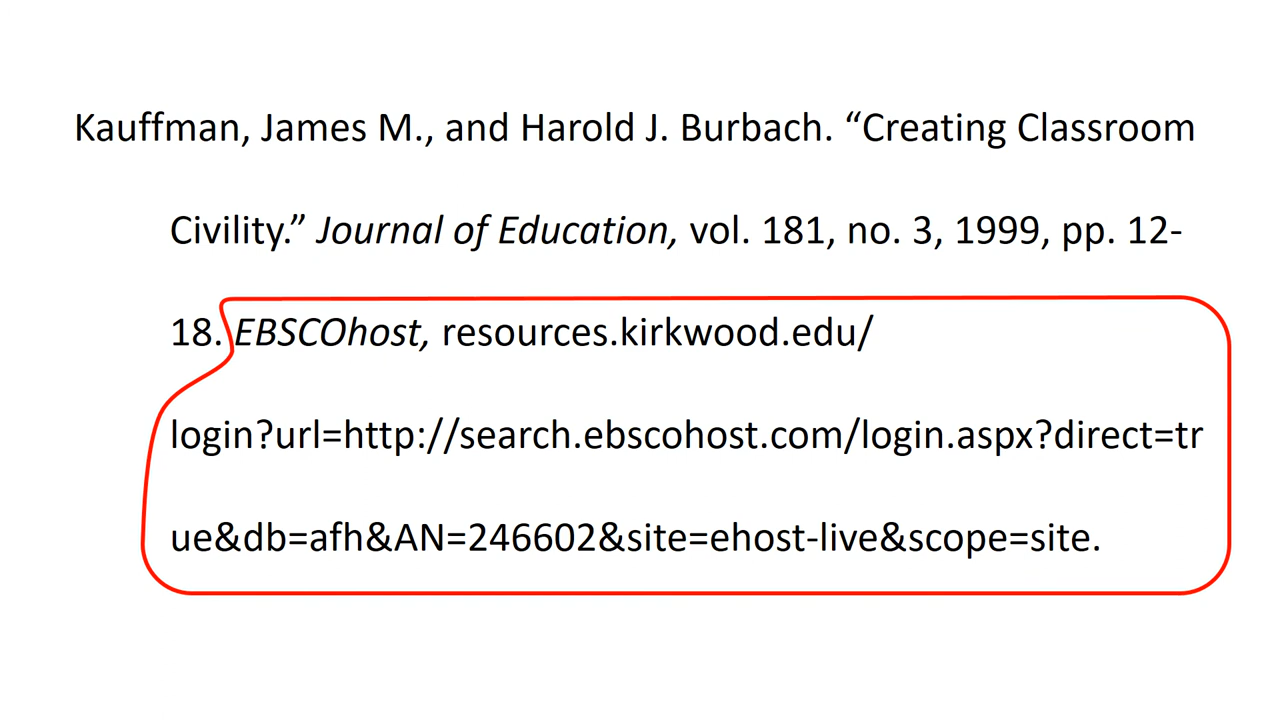 Kauffman, James M., and Harold J. Burbach. “Creating Classroom
Civility.” Journal of Education, vol. 181, no. 3, 1999, pp. 12-
18. EBSCOhost, resources.kirkwood.edu/
login?url=http://search.ebscohost.com/login.aspx?direct=tr
ue&db=afh&AN=246602&site=ehost-live&scope=site.